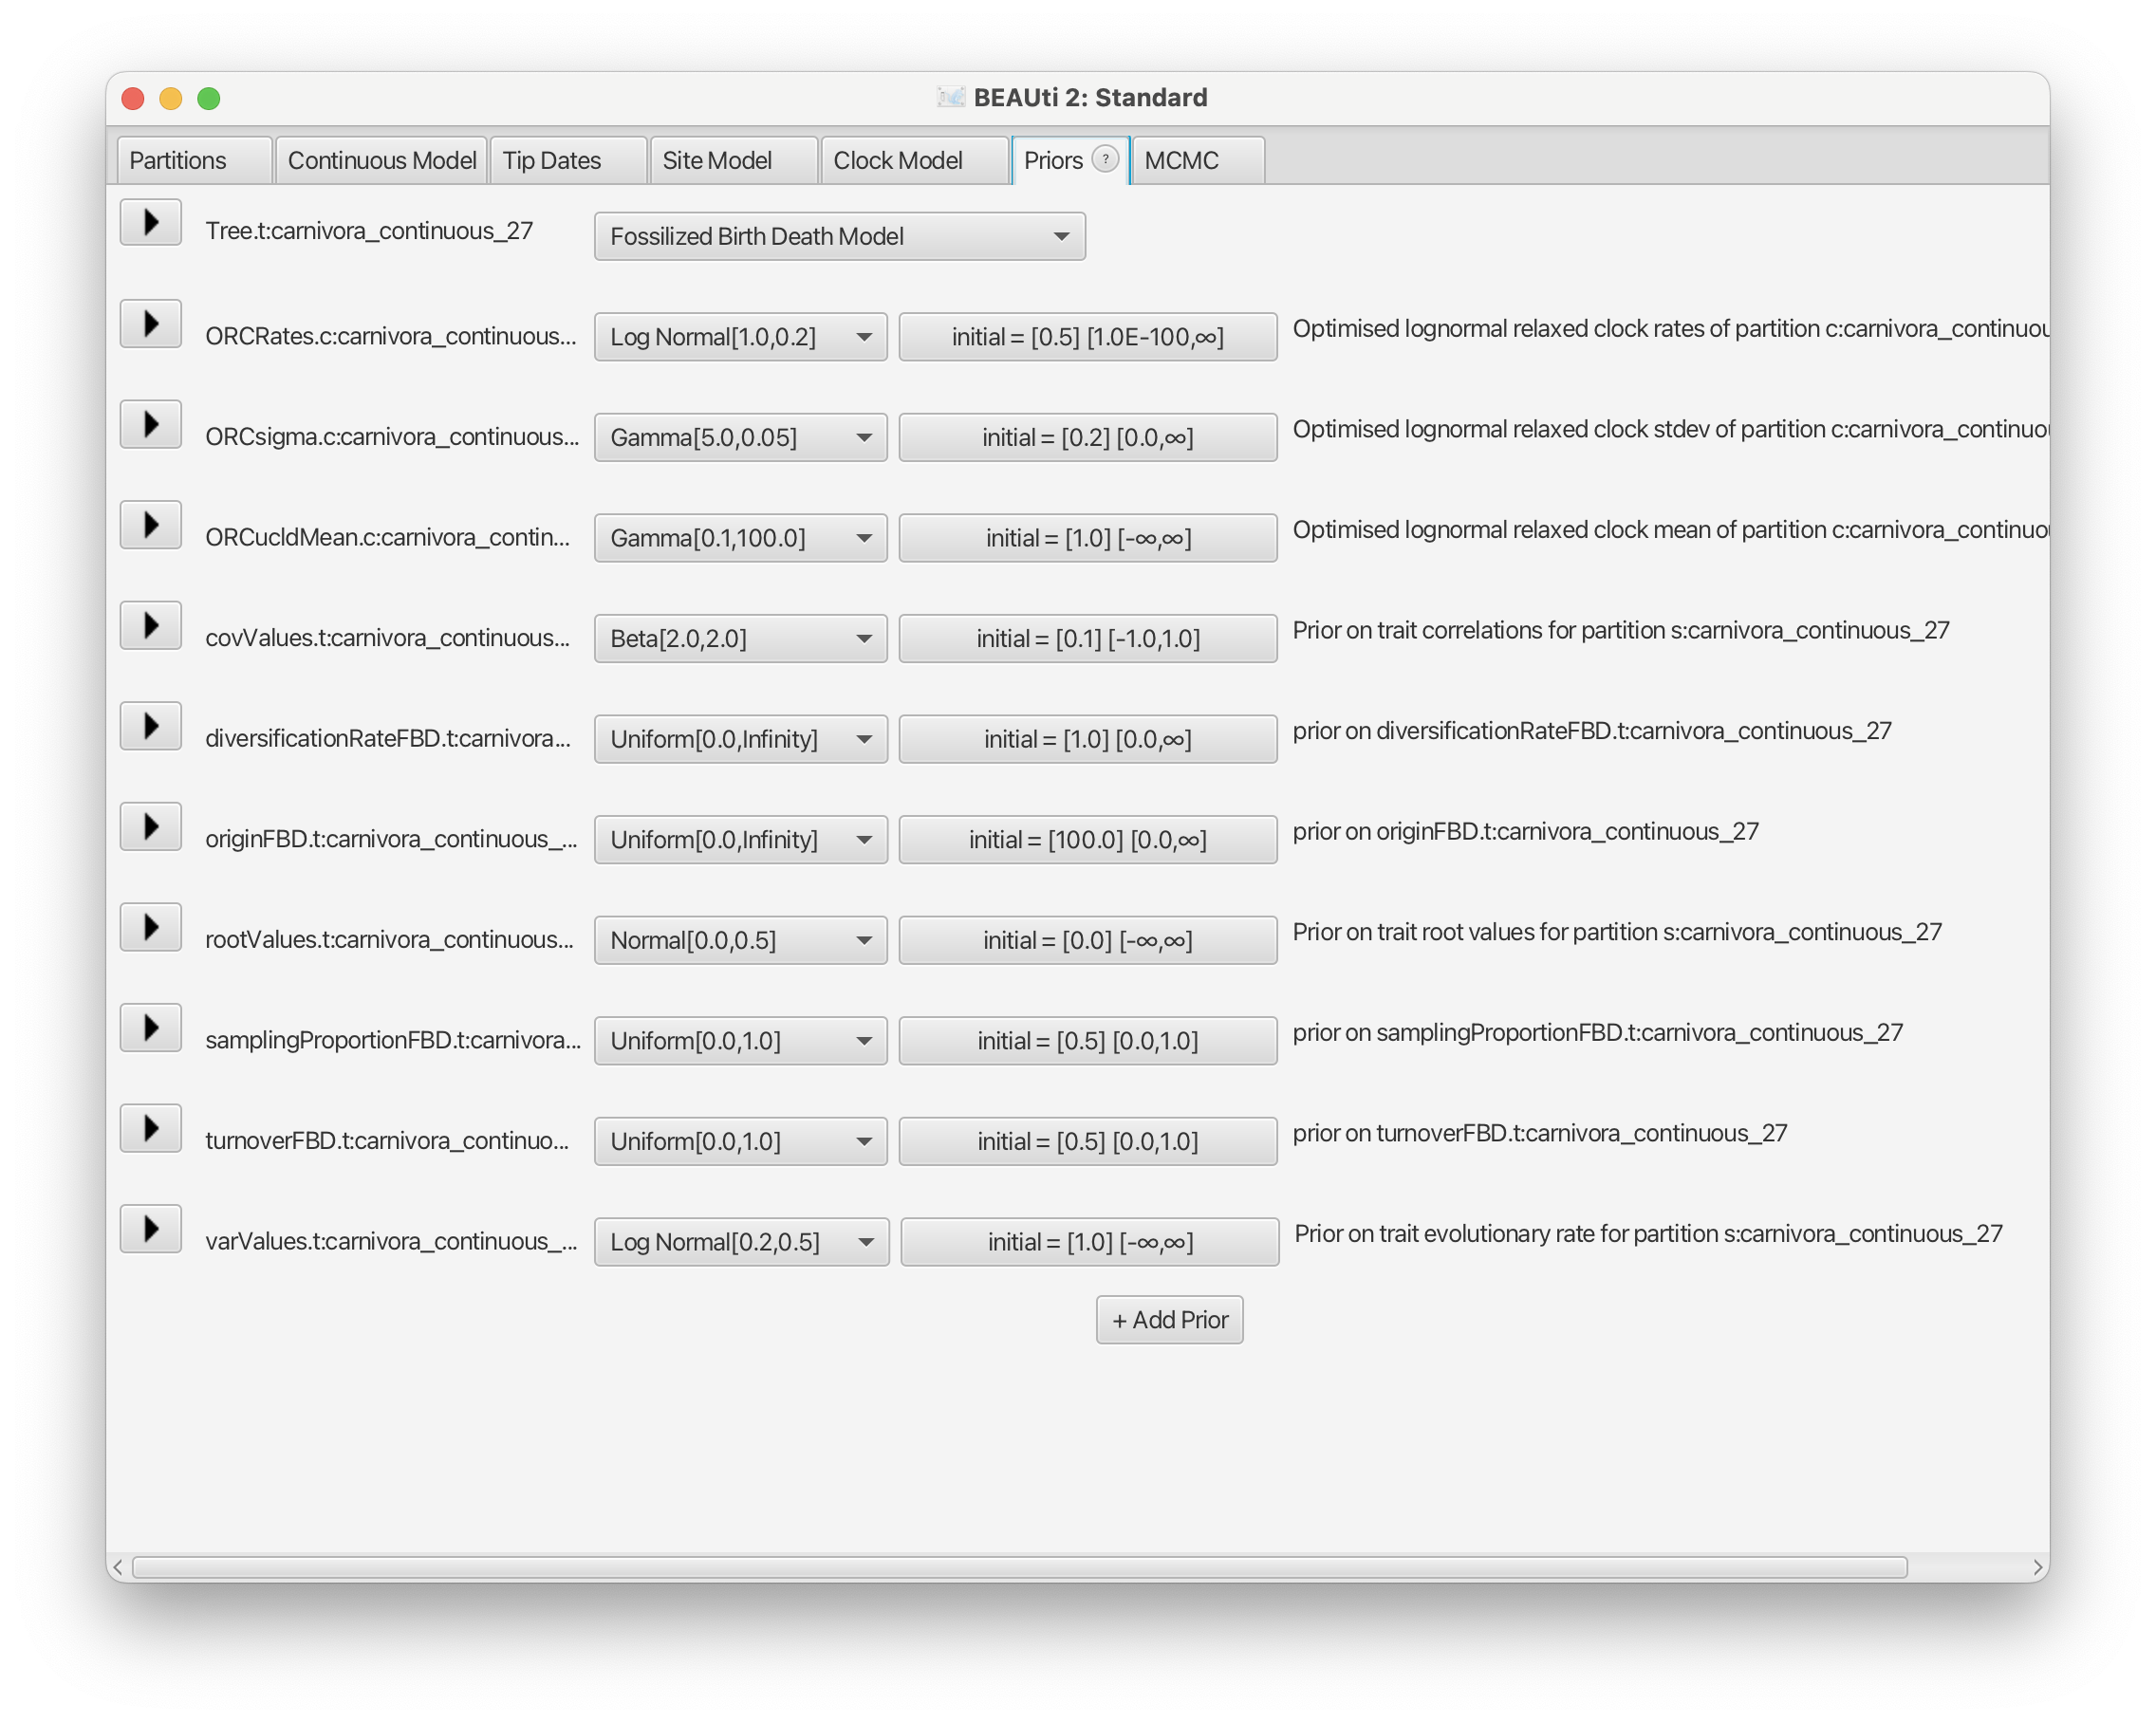 BEAUti 2: Standard
Partitions Continuous Model Tip Dates Site Model Clock Model Priors ? MCMC
Tree.t:carnivora_continuous_27 Fossilized Birth Death Model
ORCRates.c:carnivora_continuous... Log Normal[1.0,0.2] initial = [0.5] [1.0E-100,∞] Optimised lognormal relaxed clock rates of partition c:carnivora_continuou
ORCsigma.c:carnivora_continuous... Gamma[5.0,0.05] initial = [0.2] [0.0,∞] Optimised lognormal relaxed clock stdev of partition c:carnivora_continuo
ORCucldMean.c:carnivora_contin... Gamma[0.1,100.0] initial = [1.0] [-∞,∞] Optimised lognormal relaxed clock mean of partition c:carnivora_continuo
covValues.t:carnivora_continuous... Beta[2.0,2.0] initial = [0.1] [-1.0,1.0] Prior on trait correlations for partition s:carnivora_continuous_27
diversificationRateFBD.t:carnivora... Uniform[0.0,Infinity] initial = [1.0] [0.0,∞] prior on diversificationRateFBD.t:carnivora_continuous_27
originFBD.t:carnivora_continuous_... Uniform[0.0,Infinity] initial = [100.0] [0.0,∞] prior on originFBD.t:carnivora_continuous_27
rootValues.t:carnivora_continuous... Normal[0.0,0.5] initial = [0.0] [-∞,∞] Prior on trait root values for partition s:carnivora_continuous_27
samplingProportionFBD.t:carnivora... Uniform[0.0,1.0] initial = [0.5] [0.0,1.0] prior on samplingProportionFBD.t:carnivora_continuous_27
turnoverFBD.t:carnivora_continuo... Uniform[0.0,1.0] initial = [0.5] [0.0,1.0] prior on turnoverFBD.t:carnivora_continuous_27
varValues.t:carnivora_continuous_... Log Normal[0.2,0.5] initial = [1.0] [-∞,∞] Prior on trait evolutionary rate for partition s:carnivora_continuous_27
+ Add Prior